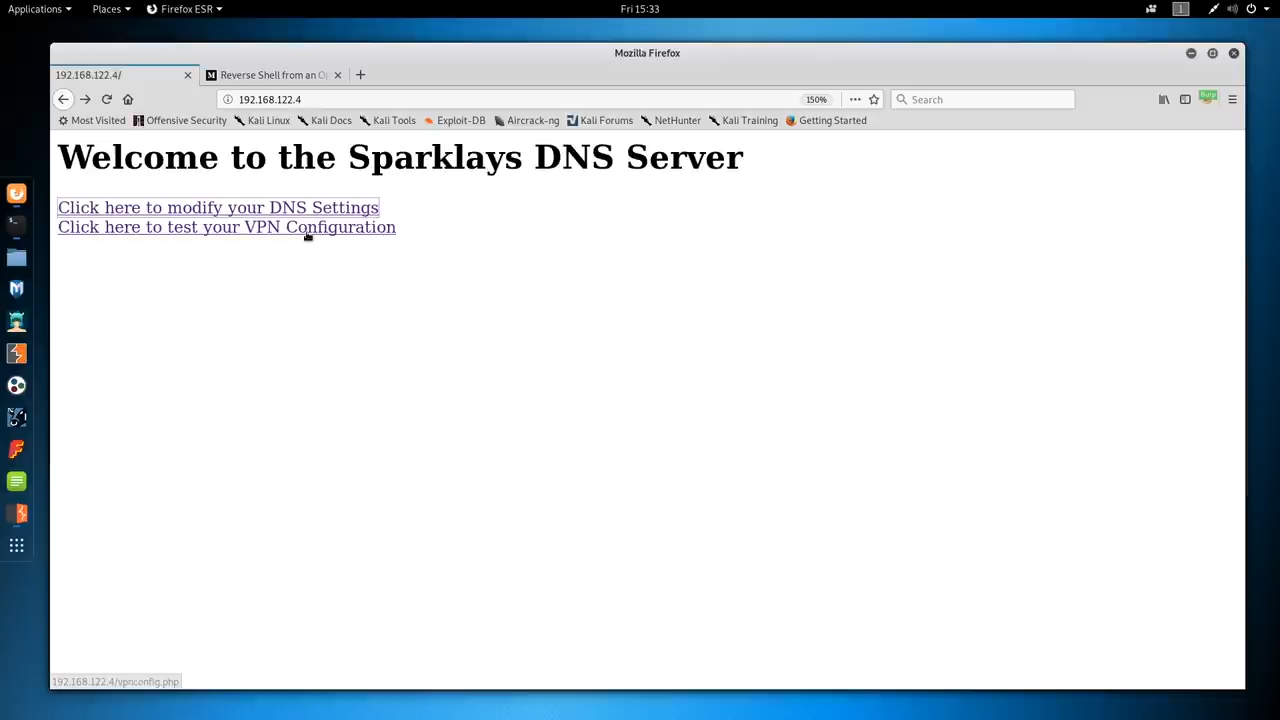 Applications Places Firefox ESR Fri 15:33 1
Mozilla Firefox
192.168.122.4/ Reverse Shell from an Op
192.168.122.4 150% Search Burp
Most Visited Offensive Security Kali Linux Kali Docs Kali Tools Exploit-DB Aircrack-ng Kali Forums NetHunter Kali Training Getting Started
Welcome to the Sparklays DNS Server
Click here to modify your DNS Settings
Click here to test your VPN Configuration
192.168.122.4/vpnconfig.php